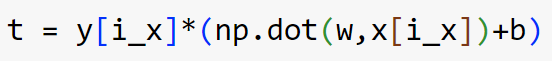 t = y[i_x]*(np.dot(w,x[i_x])+b)